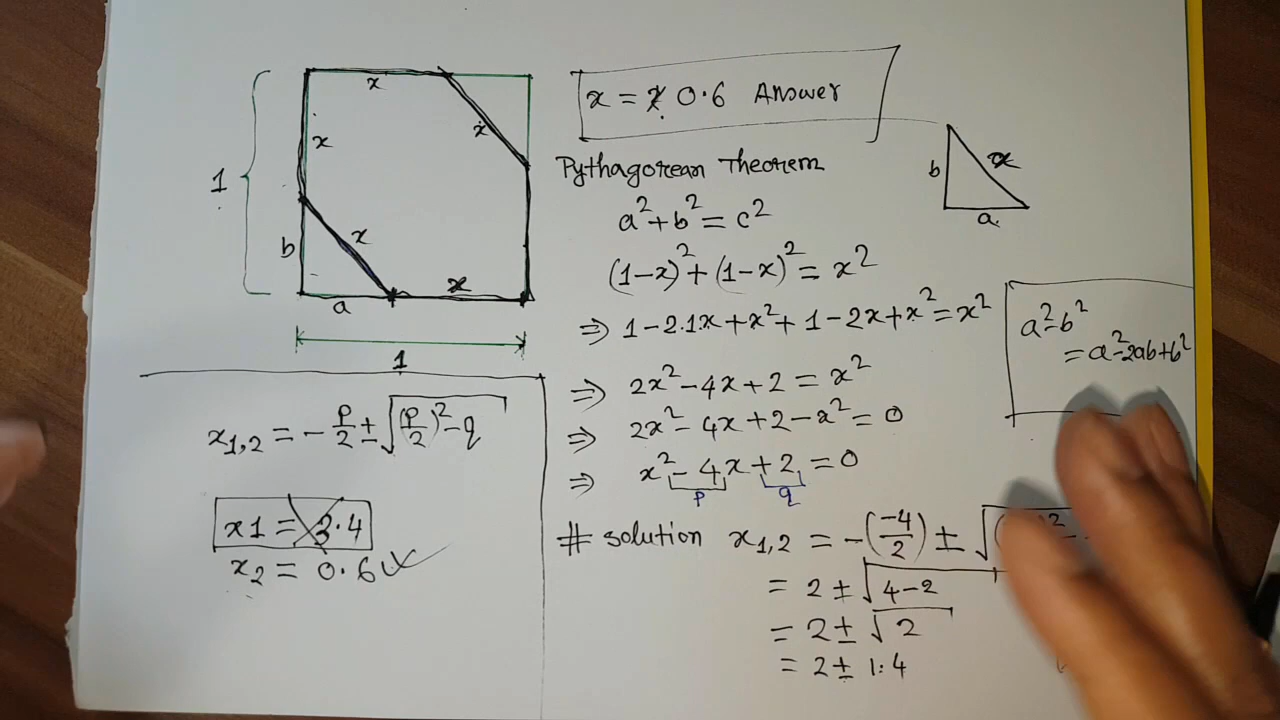 x
x
x
1
b
x
a
x
1
x = 0.6 Answer
Pythagorean Theorem
a²+b² = c²
(1-x)²+(1-x)² = x²
⇒ 1-2.1x+x²+1-2x+x²=x²
⇒ 2x²-4x+2 = x²
⇒ 2x²-4x+2-x²=0
⇒ x²-4x+2=0
p q
# solution x1,2 = -(-4/2) ± √
= 2 ± √4-2
= 2 ± √2
= 2 ± 1.4
b x
a
a²-b²
= a²-2ab+b²
x1,2 = -p/2 ± √(p/2)²-q
x1 = 3.4
x2 = 0.6